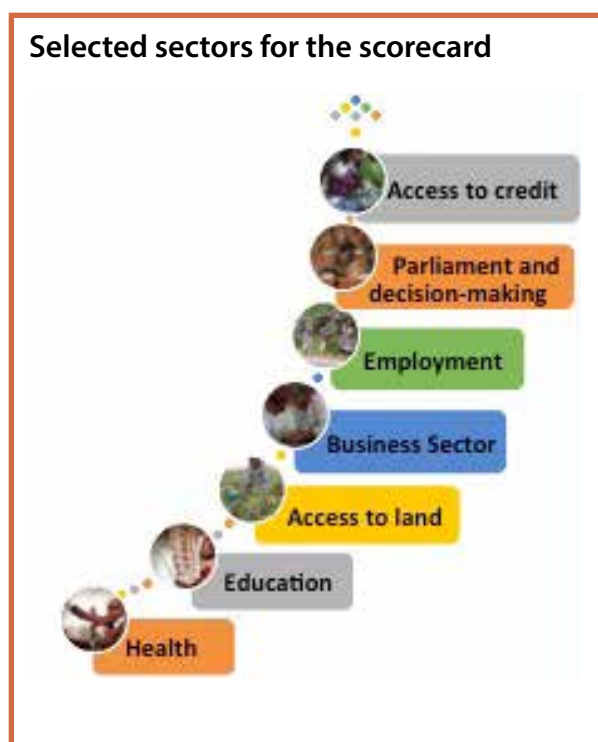 Selected sectors for the scorecard
Access to credit
Parliament and
decision-making
Employment
Business Sector
Access to land
Education
Health